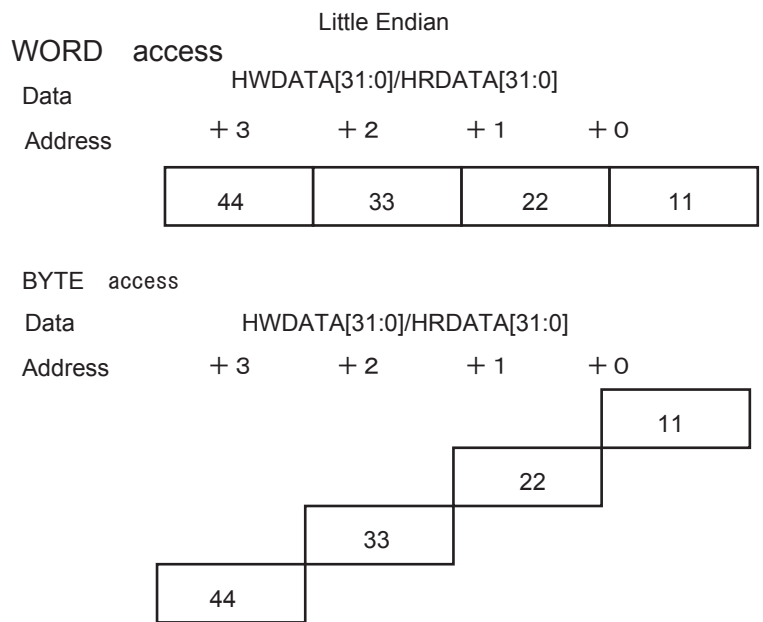 Little Endian
WORD access
Data HWDATA[31:0]/HRDATA[31:0]
Address +3 +2 +1 +0
44 33 22 11
BYTE access
Data HWDATA[31:0]/HRDATA[31:0]
Address +3 +2 +1 +0
11
22
33
44